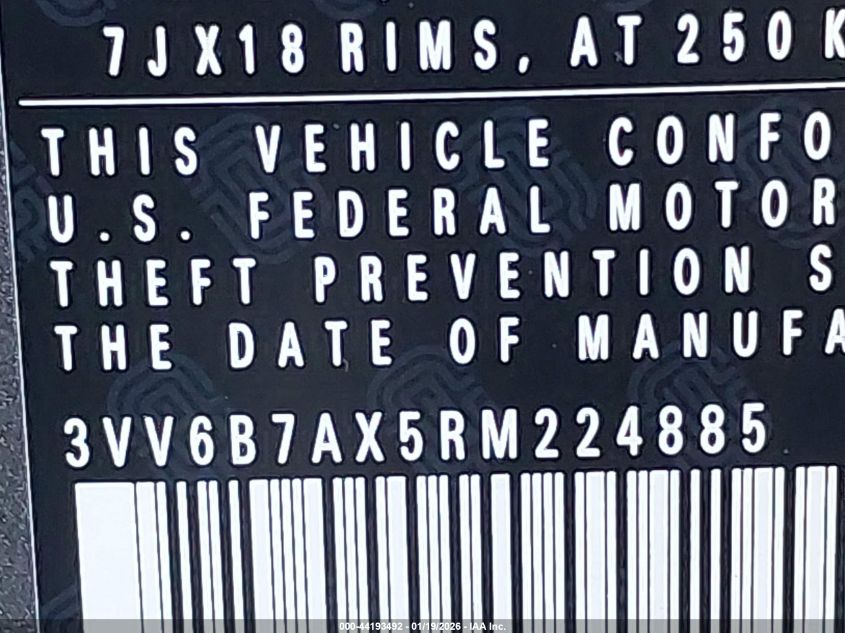 7JX18 RIMS, AT 250 K
THIS VEHICLE CONFO
U.S. FEDERAL MOTOR
THEFT PREVENTION S
THE DATE OF MANUFA
3VV6B7AX5RM224885
000-44193492 - 01/19/2026 - IAA Inc.